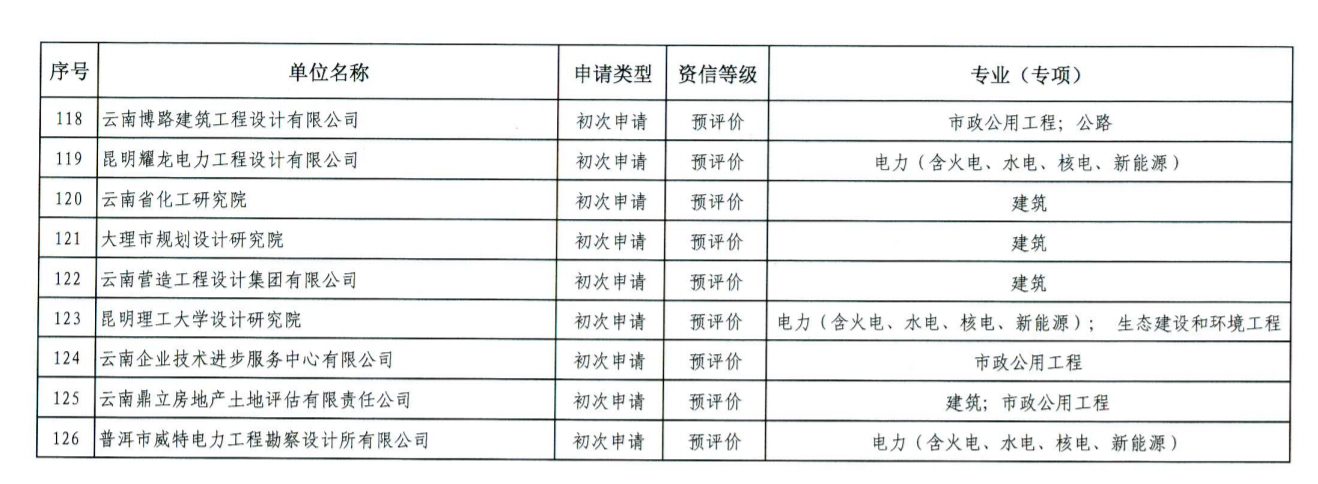 序号 单位名称 申请类型 资信等级 专业（专项）
118 云南博路建筑工程设计有限公司 初次申请 预评价 市政公用工程；公路
119 昆明耀龙电力工程设计有限公司 初次申请 预评价 电力（含火电、水电、核电、新能源）
120 云南省化工研究院 初次申请 预评价 建筑
121 大理市规划设计研究院 初次申请 预评价 建筑
122 云南营造工程设计集团有限公司 初次申请 预评价 建筑
123 昆明理工大学设计研究院 初次申请 预评价 电力（含火电、水电、核电、新能源）； 生态建设和环境工程
124 云南企业技术进步服务中心有限公司 初次申请 预评价 市政公用工程
125 云南鼎立房地产土地评估有限责任公司 初次申请 预评价 建筑；市政公用工程
126 普洱市威特电力工程勘察设计所有限公司 初次申请 预评价 电力（含火电、水电、核电、新能源）